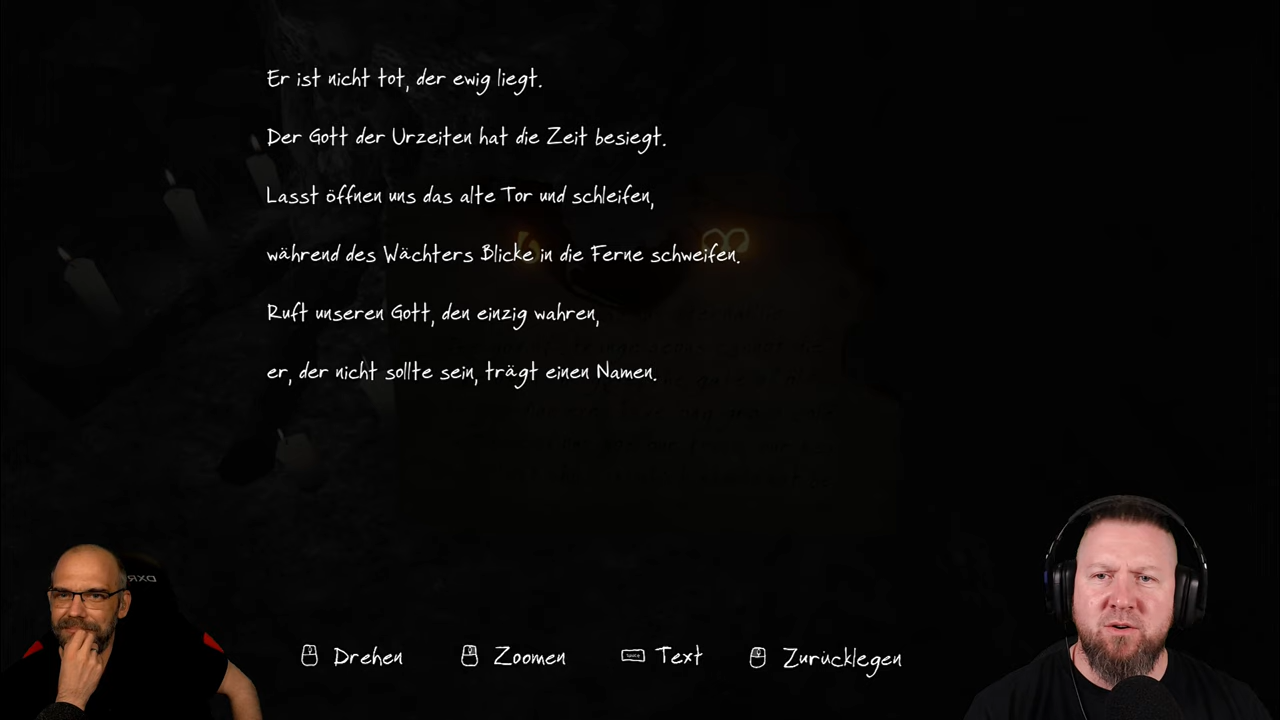 Er ist nicht tot, der ewig liegt.
Der Gott der Urzeiten hat die Zeit besiegt.
Lasst öffnen uns das alte Tor und schleifen,
während des Wächters Blicke in die Ferne schweifen.
Ruft unseren Gott, den einzig wahren,
er, der nicht sollte sein, trägt einen Namen.
DXR
Drehen
Zoomen
Text
Zurücklegen